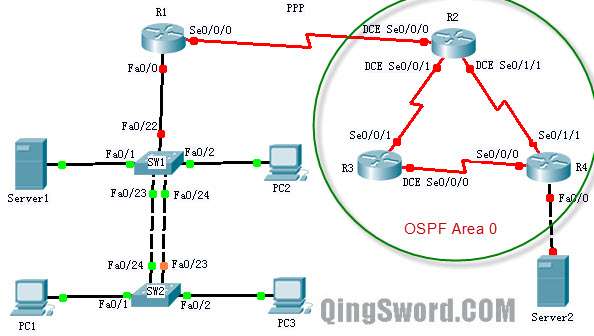 PPP
R1
Se0/0/0
Fa0/0
R2
DCE Se0/0/0
DCE Se0/0/1
DCE Se0/1/1
Fa0/22
Se0/0/1
Se0/1/1
Fa0/1
SW1
Fa0/2
R3
Se0/0/0
R4
DCE Se0/0/0
Server1
PC2
Fa0/23
Fa0/24
Fa0/0
OSPF Area 0
Fa0/24
Fa0/23
SW2
Fa0/1
Fa0/2
PC1
PC3
QingSword.COM
Server2